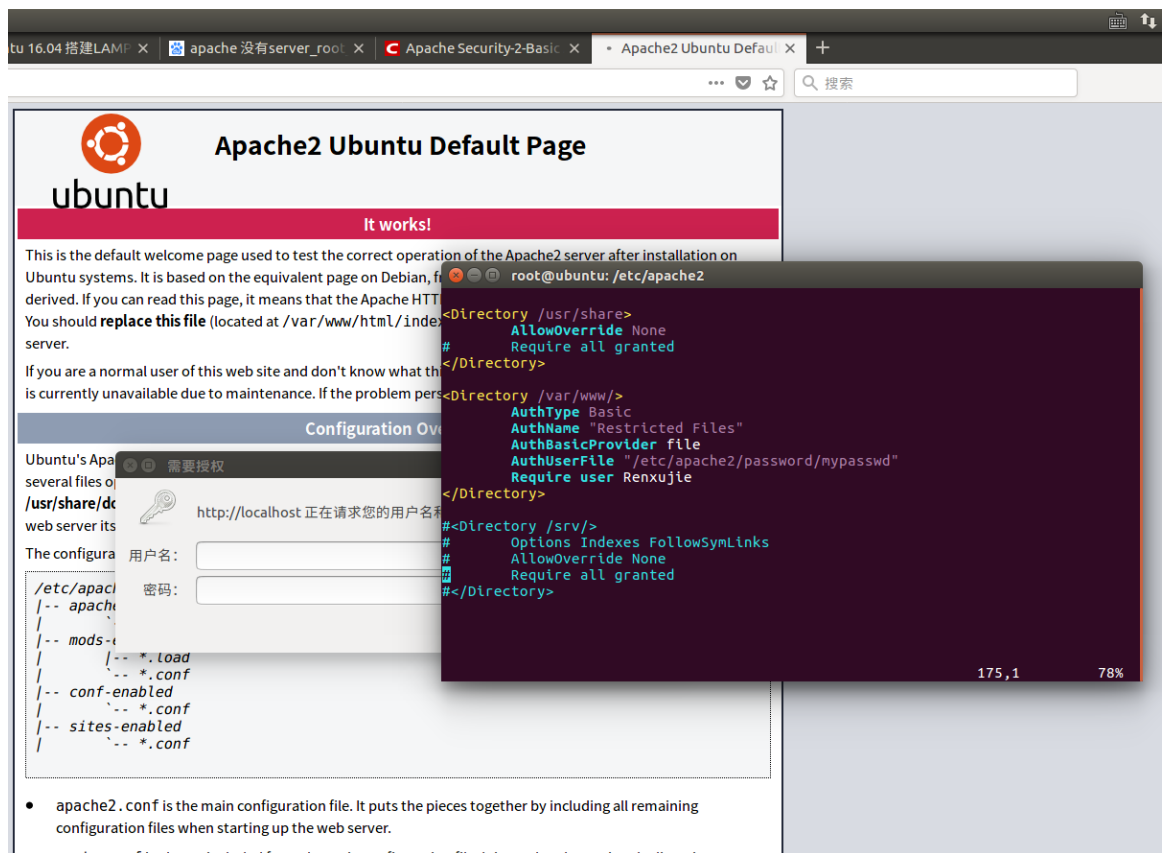 tu 16.04 搭建LAMP
apache 没有server_root
Apache Security-2-Basic
Apache2 Ubuntu Defaul
搜索
ubuntu
Apache2 Ubuntu Default Page
It works!
This is the default welcome page used to test the correct operation of the Apache2 server after installation on
Ubuntu systems. It is based on the equivalent page on Debian,
derived. If you can read this page, it means that the Apache HTT
You should replace this file (located at /var/www/html/index
server.
If you are a normal user of this web site and don't know what th
is currently unavailable due to maintenance. If the problem pers
Configuration Ove
Ubuntu's Apa
several files o
/usr/share/do
web server its
The configura
/etc/apach
|-- apache
| `-
|-- mods-e
| |-- *.load
| `-- *.conf
|-- conf-enabled
| `-- *.conf
|-- sites-enabled
| `-- *.conf
• apache2.conf is the main configuration file. It puts the pieces together by including all remaining
configuration files when starting up the web server.
需要授权
http://localhost 正在请求您的用户名和
用户名：
密码：
root@ubuntu: /etc/apache2
<Directory /usr/share>
AllowOverride None
# Require all granted
</Directory>
<Directory /var/www/>
AuthType Basic
AuthName "Restricted Files"
AuthBasicProvider file
AuthUserFile "/etc/apache2/password/mypasswd"
Require user Renxujie
</Directory>
#<Directory /srv/>
# Options Indexes FollowSymLinks
# AllowOverride None
# Require all granted
#</Directory>
175,1 78%